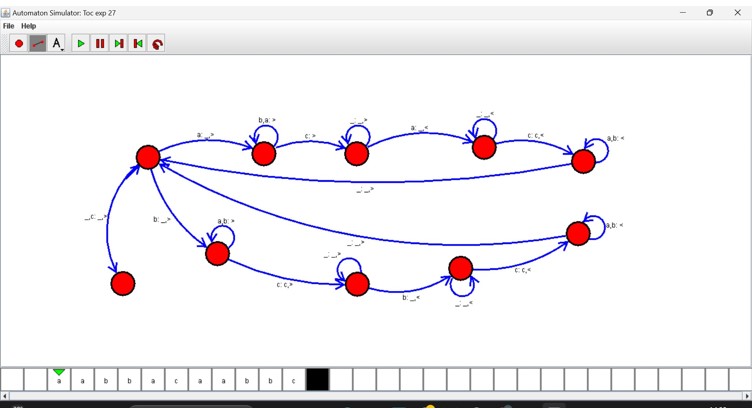 Automaton Simulator: Toc exp 27
File Help
A
b,a: >
_: _,>
_: _,<
a: _,>
c: >
a: _,<
c: c,<
a,b: <
_: _,>
_,c: _,>
b: _,>
a,b: >
a,b: <
_: _,>
_: _,>
c: c,>
b: _,<
c: c,<
_: _,<
a a b b a c a a b b c